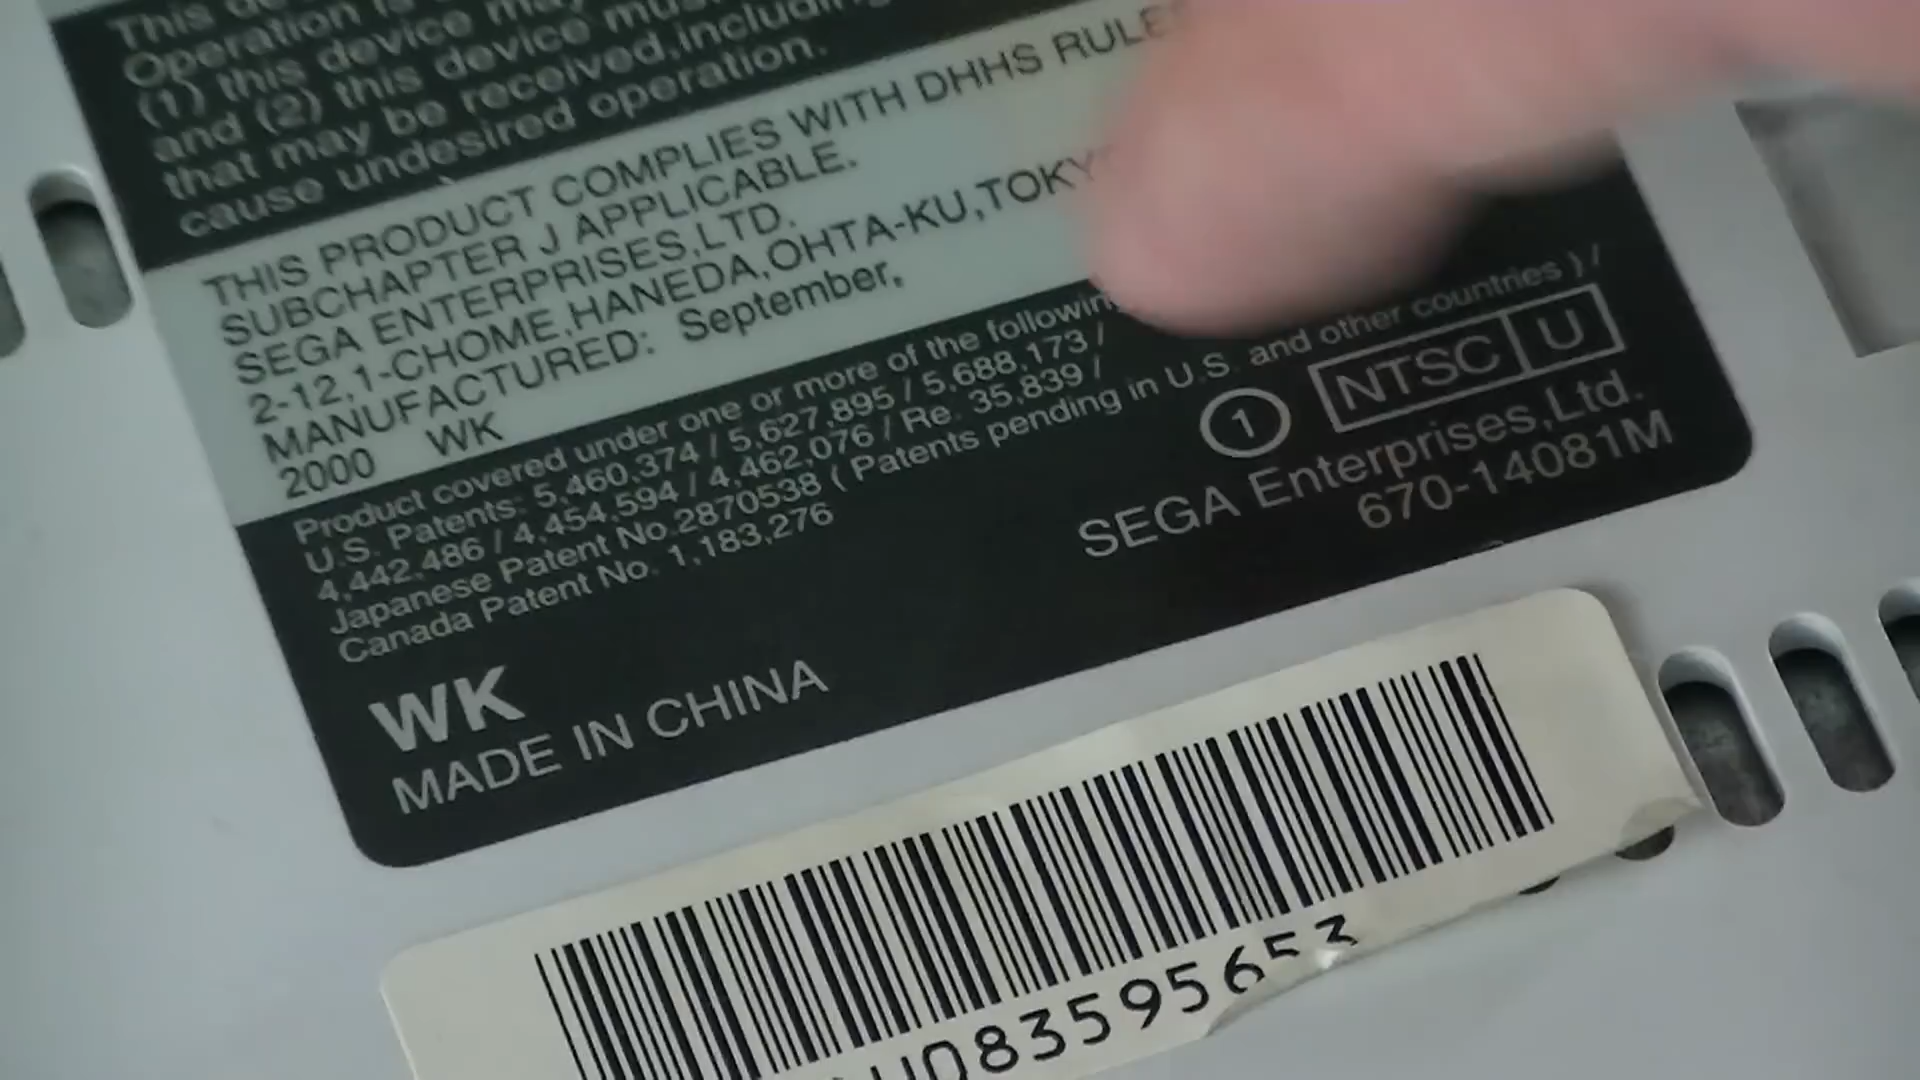 This de
Operation is
(1) this device may
and (2) this device mus
that may be received, including
cause undesired operation.
THIS PRODUCT COMPLIES WITH DHHS RULE
SUBCHAPTER J APPLICABLE.
SEGA ENTERPRISES,LTD.
2-12,1-CHOME,HANEDA,OHTA-KU,TOKY
MANUFACTURED: September,
2000 WK
Product covered under one or more of the followin
U.S. Patents: 5,460,374 / 5,627,895 / 5,688,173 /
4,442,486 / 4,454,594 / 4,462,076 / Re. 35,839 /
Japanese Patent No.2870538 ( Patents pending in U.S. and other countries ) /
Canada Patent No. 1,183,276
1 NTSC U
SEGA Enterprises,Ltd.
670-14081M
WK
MADE IN CHINA
083595653